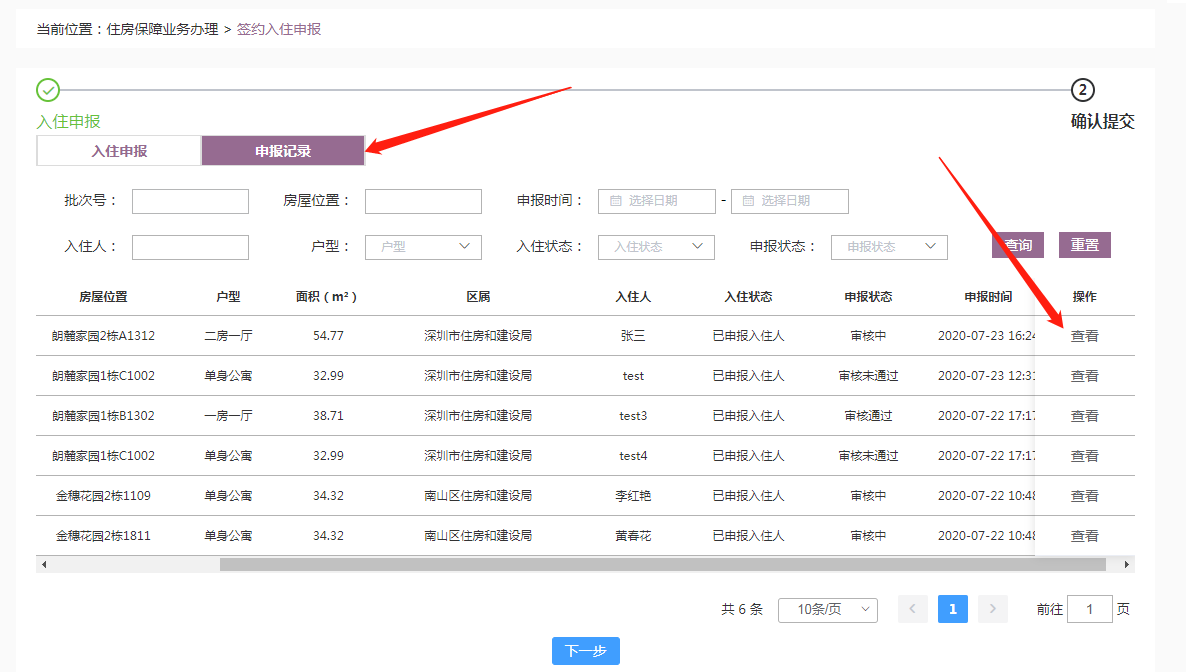 当前位置：住房保障业务办理 > 签约入住申报
2
入住申报 确认提交
入住申报 申报记录
批次号： 房屋位置： 申报时间： 选择日期 - 选择日期
入住人： 户型： 户型 入住状态： 入住状态 申报状态： 申报状态 查询 重置
房屋位置 户型 面积（m²） 区属 入住人 入住状态 申报状态 申报时间 操作
朗麓家园2栋A1312 二房一厅 54.77 深圳市住房和建设局 张三 已申报入住人 审核中 2020-07-23 16:24 查看
朗麓家园1栋C1002 单身公寓 32.99 深圳市住房和建设局 test 已申报入住人 审核未通过 2020-07-23 12:31 查看
朗麓家园1栋B1302 一房一厅 38.71 深圳市住房和建设局 test3 已申报入住人 审核通过 2020-07-22 17:17 查看
朗麓家园1栋C1002 单身公寓 32.99 深圳市住房和建设局 test4 已申报入住人 审核未通过 2020-07-22 17:17 查看
金穗花园2栋1109 单身公寓 34.32 南山区住房和建设局 李红艳 已申报入住人 审核中 2020-07-22 10:48 查看
金穗花园2栋1811 单身公寓 34.32 南山区住房和建设局 黄春花 已申报入住人 审核中 2020-07-22 10:48 查看
共 6 条 10条/页 1 前往 1 页
下一步